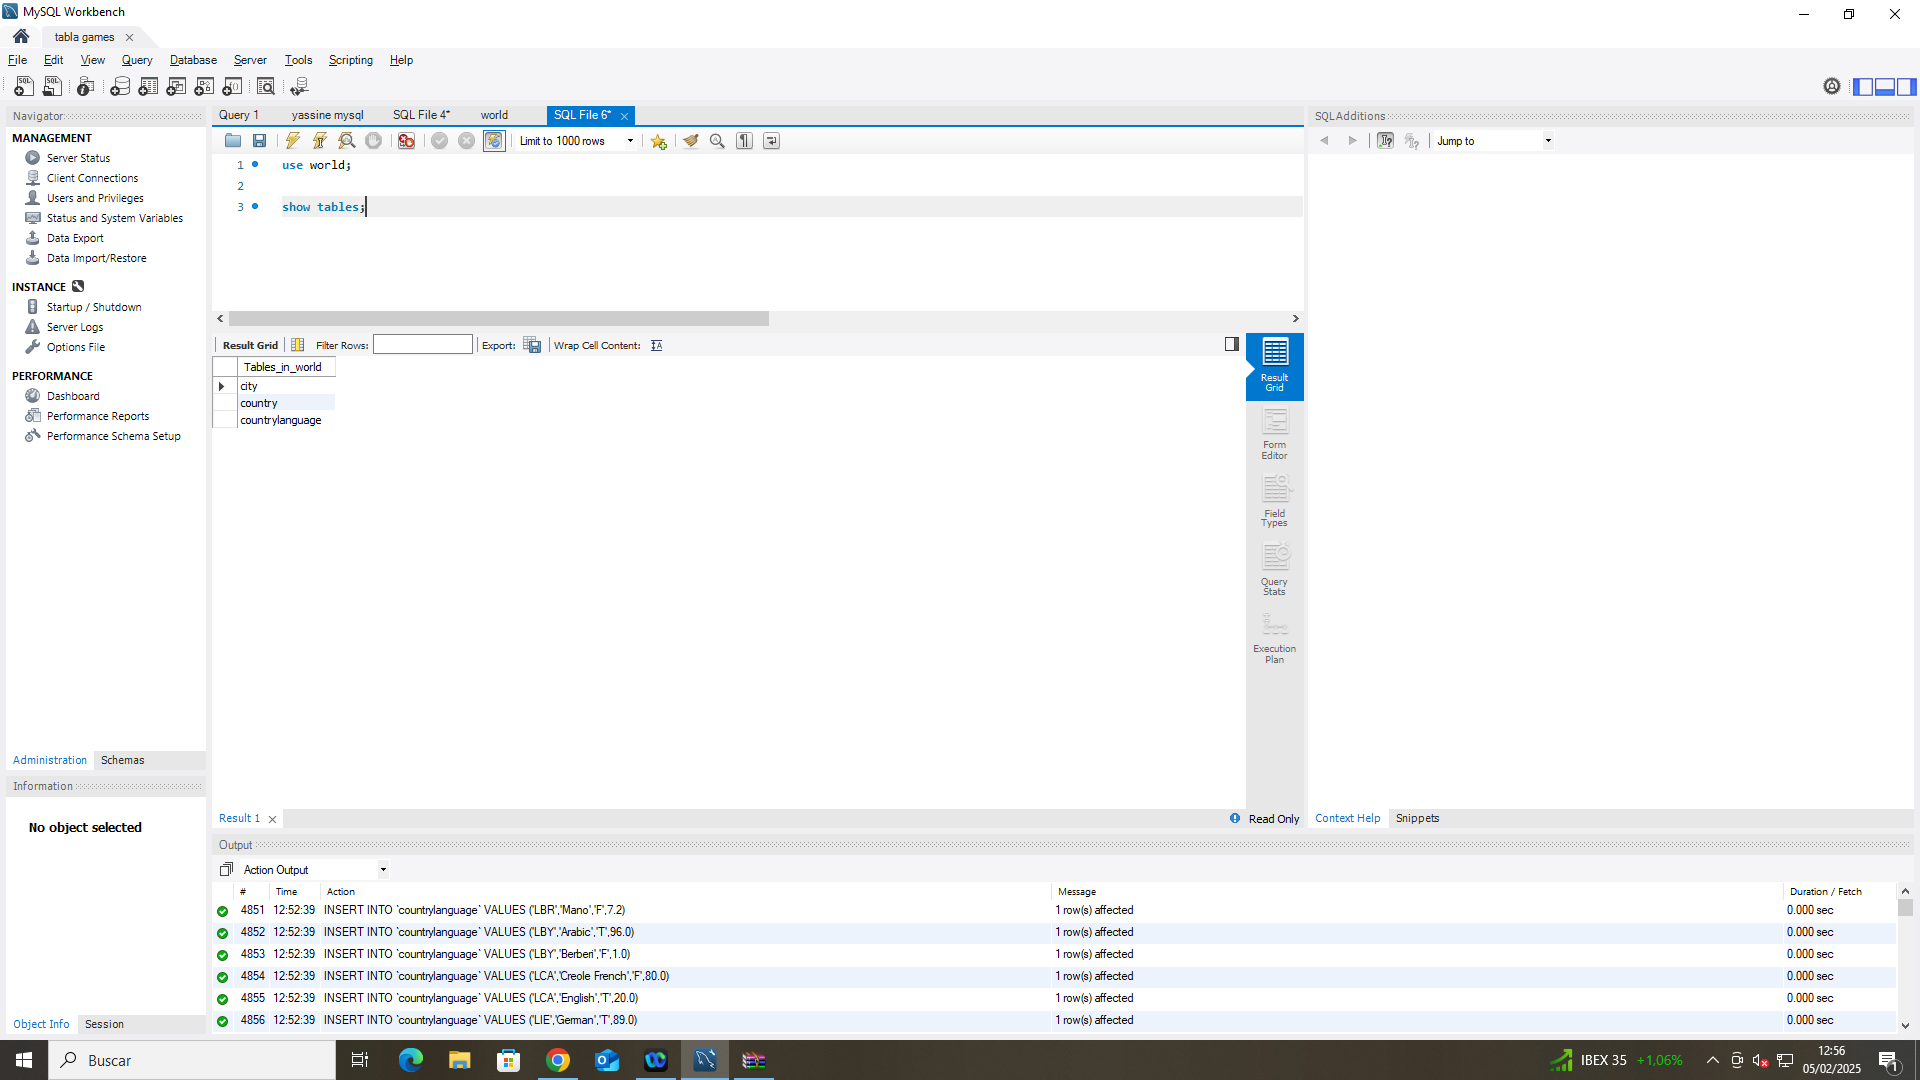 MySQL Workbench
tabla games
File Edit View Query Database Server Tools Scripting Help
Navigator
MANAGEMENT
Server Status
Client Connections
Users and Privileges
Status and System Variables
Data Export
Data Import/Restore
INSTANCE
Startup / Shutdown
Server Logs
Options File
PERFORMANCE
Dashboard
Performance Reports
Performance Schema Setup
Administration Schemas
Information
No object selected
Object Info Session
Query 1 yassine mysql SQL File 4* world SQL File 6*
Limit to 1000 rows
1 use world;
2
3 show tables;
Result Grid Filter Rows: Export: Wrap Cell Content:
Tables_in_world
city
country
countrylanguage
Result Grid
Form Editor
Field Types
Query Stats
Execution Plan
Result 1 Read Only
SQLAdditions
Jump to
Context Help Snippets
Output
Action Output
# Time Action Message Duration / Fetch
4851 12:52:39 INSERT INTO `countrylanguage` VALUES ('LBR','Mano','F',7.2) 1 row(s) affected 0.000 sec
4852 12:52:39 INSERT INTO `countrylanguage` VALUES ('LBY','Arabic','T',96.0) 1 row(s) affected 0.000 sec
4853 12:52:39 INSERT INTO `countrylanguage` VALUES ('LBY','Berberi','F',1.0) 1 row(s) affected 0.000 sec
4854 12:52:39 INSERT INTO `countrylanguage` VALUES ('LCA','Creole French','F',80.0) 1 row(s) affected 0.000 sec
4855 12:52:39 INSERT INTO `countrylanguage` VALUES ('LCA','English','T',20.0) 1 row(s) affected 0.000 sec
4856 12:52:39 INSERT INTO `countrylanguage` VALUES ('LIE','German','T',89.0) 1 row(s) affected 0.000 sec
Buscar
IBEX 35 +1,06%
12:56
05/02/2025
1